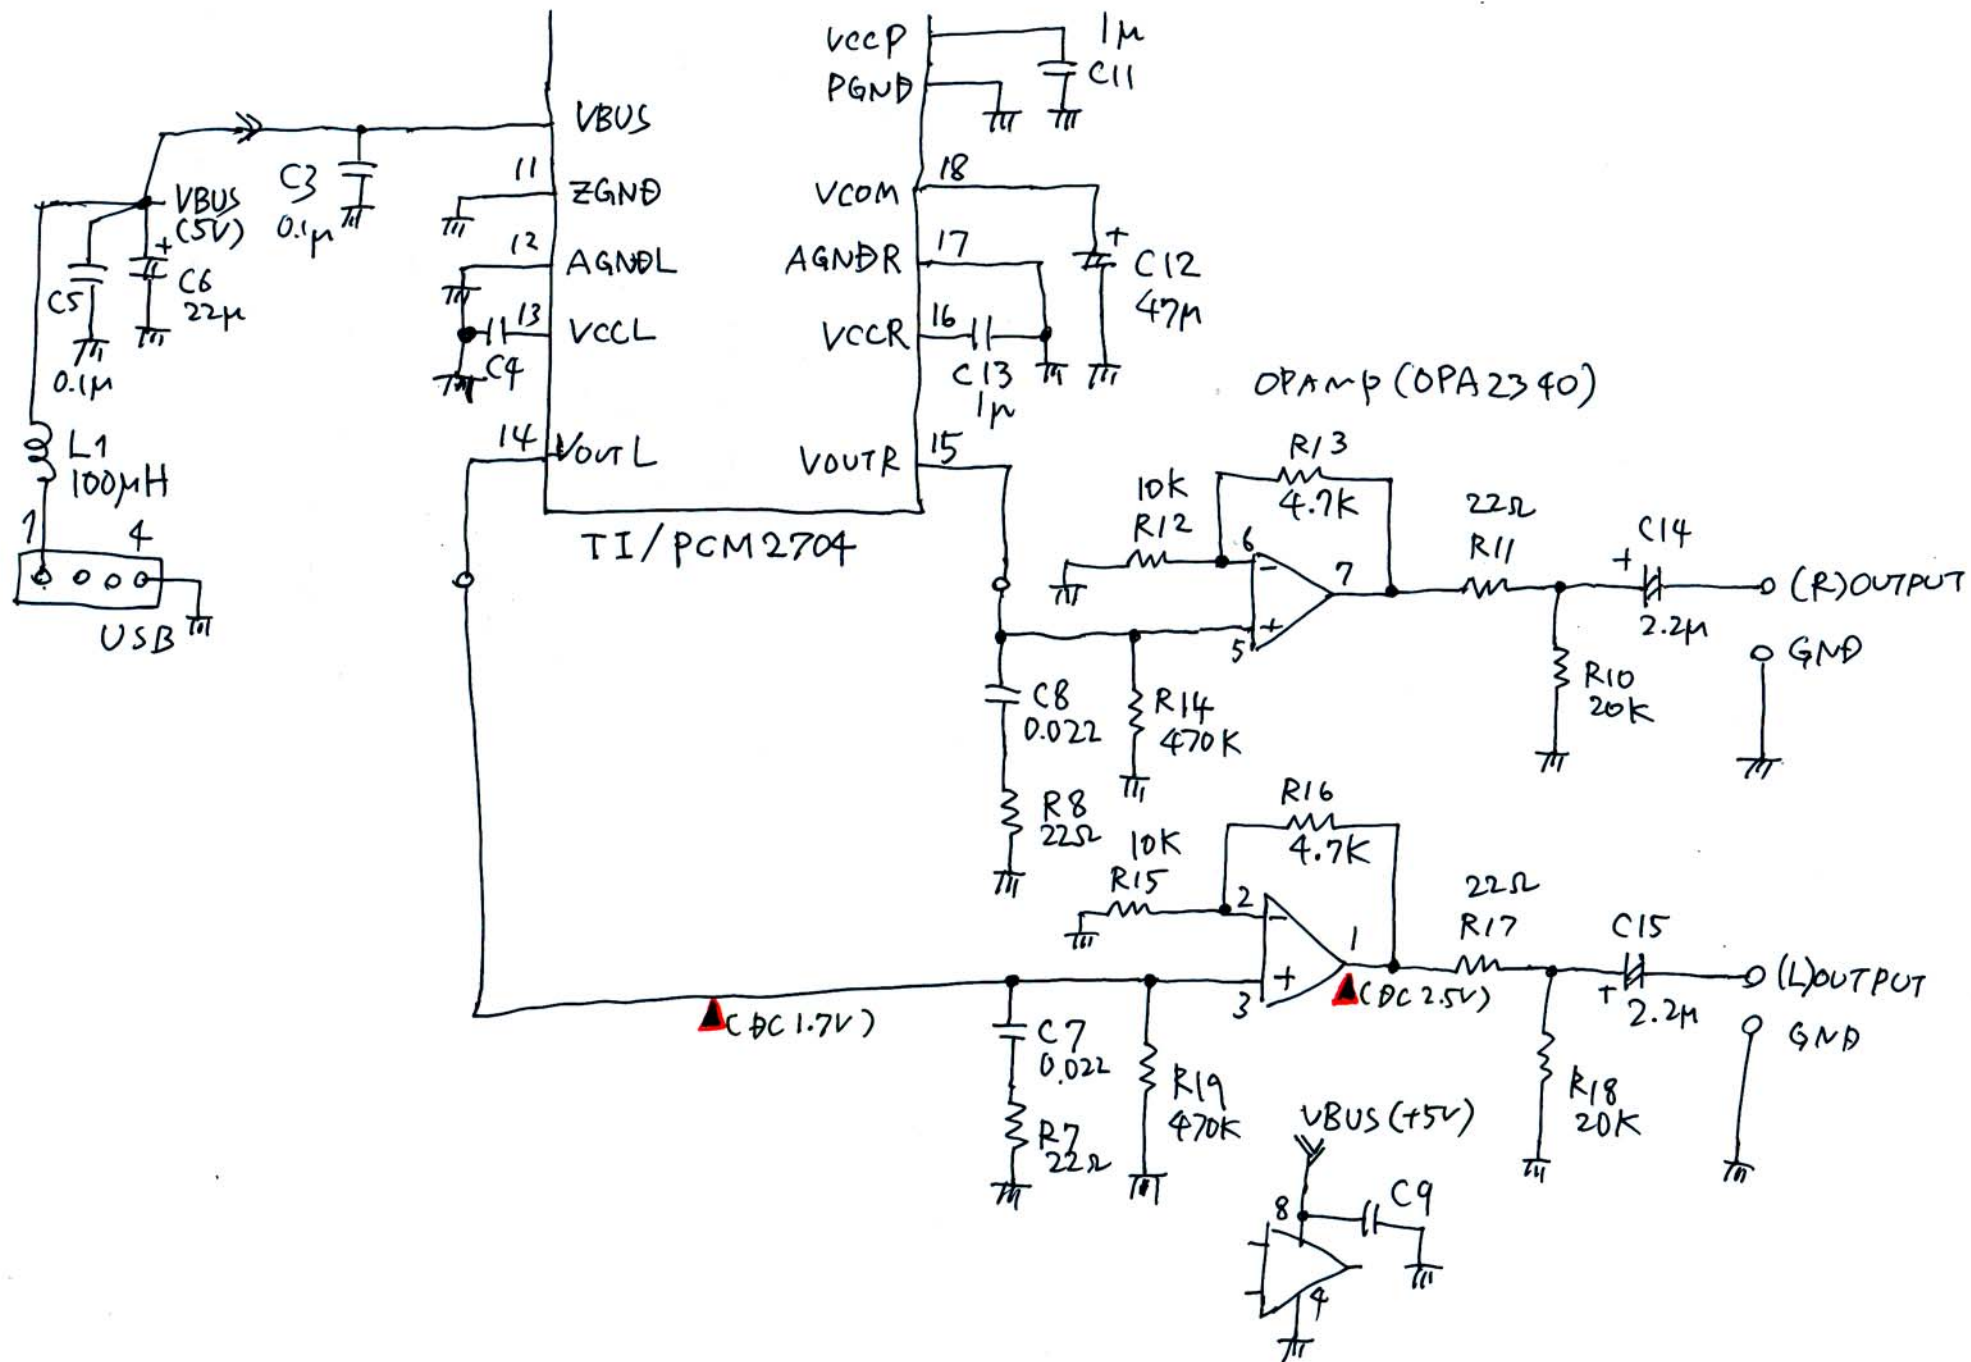 VCCP
1μ
C11
PGND
VBUS
11
ZGND
18
VCOM
VBUS
(5V)
C3
0.1μ
12
AGNDL
17
AGNDR
+
C12
47μ
C5
+
C6
22μ
0.1μ
13
VCCL
C4
16
VCCR
C13
1μ
14
VOUTL
15
VOUTR
L1
100μH
1
4
USB
TI/PCM2704
OPAmp (OPA2340)
R13
4.7K
10K
R12
6
-
7
+
5
22Ω
R11
C14
+
2.2μ
(R)OUTPUT
GND
R10
20K
C8
0.022
R14
470K
R8
22Ω
R16
4.7K
10K
R15
2
-
1
+
3
22Ω
R17
C15
+
2.2μ
(L)OUTPUT
GND
(DC 1.7V)
(DC 2.5V)
C7
0.022
R19
470K
R7
22Ω
R18
20K
VBUS (+5V)
8
C9
4